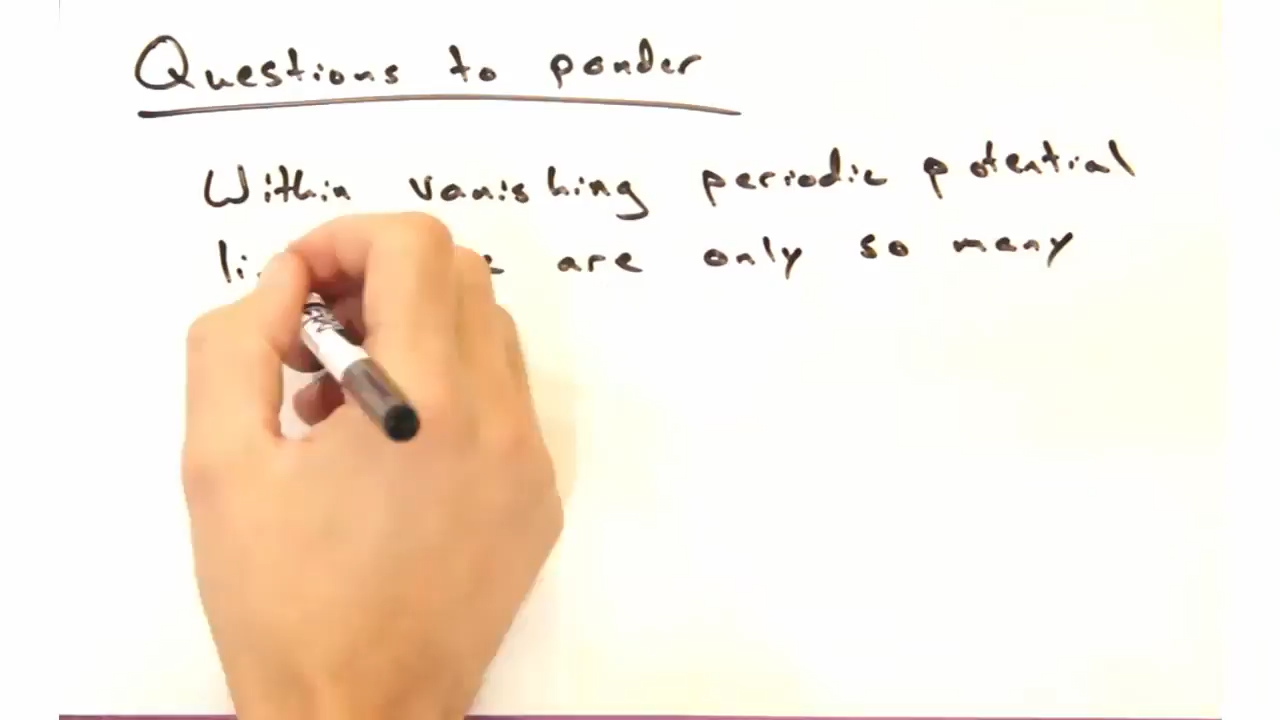 Questions to ponder
Within vanishing periodic potential
are only so many